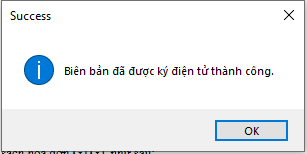 Success
Biên bản đã được ký điện tử thành công.
OK